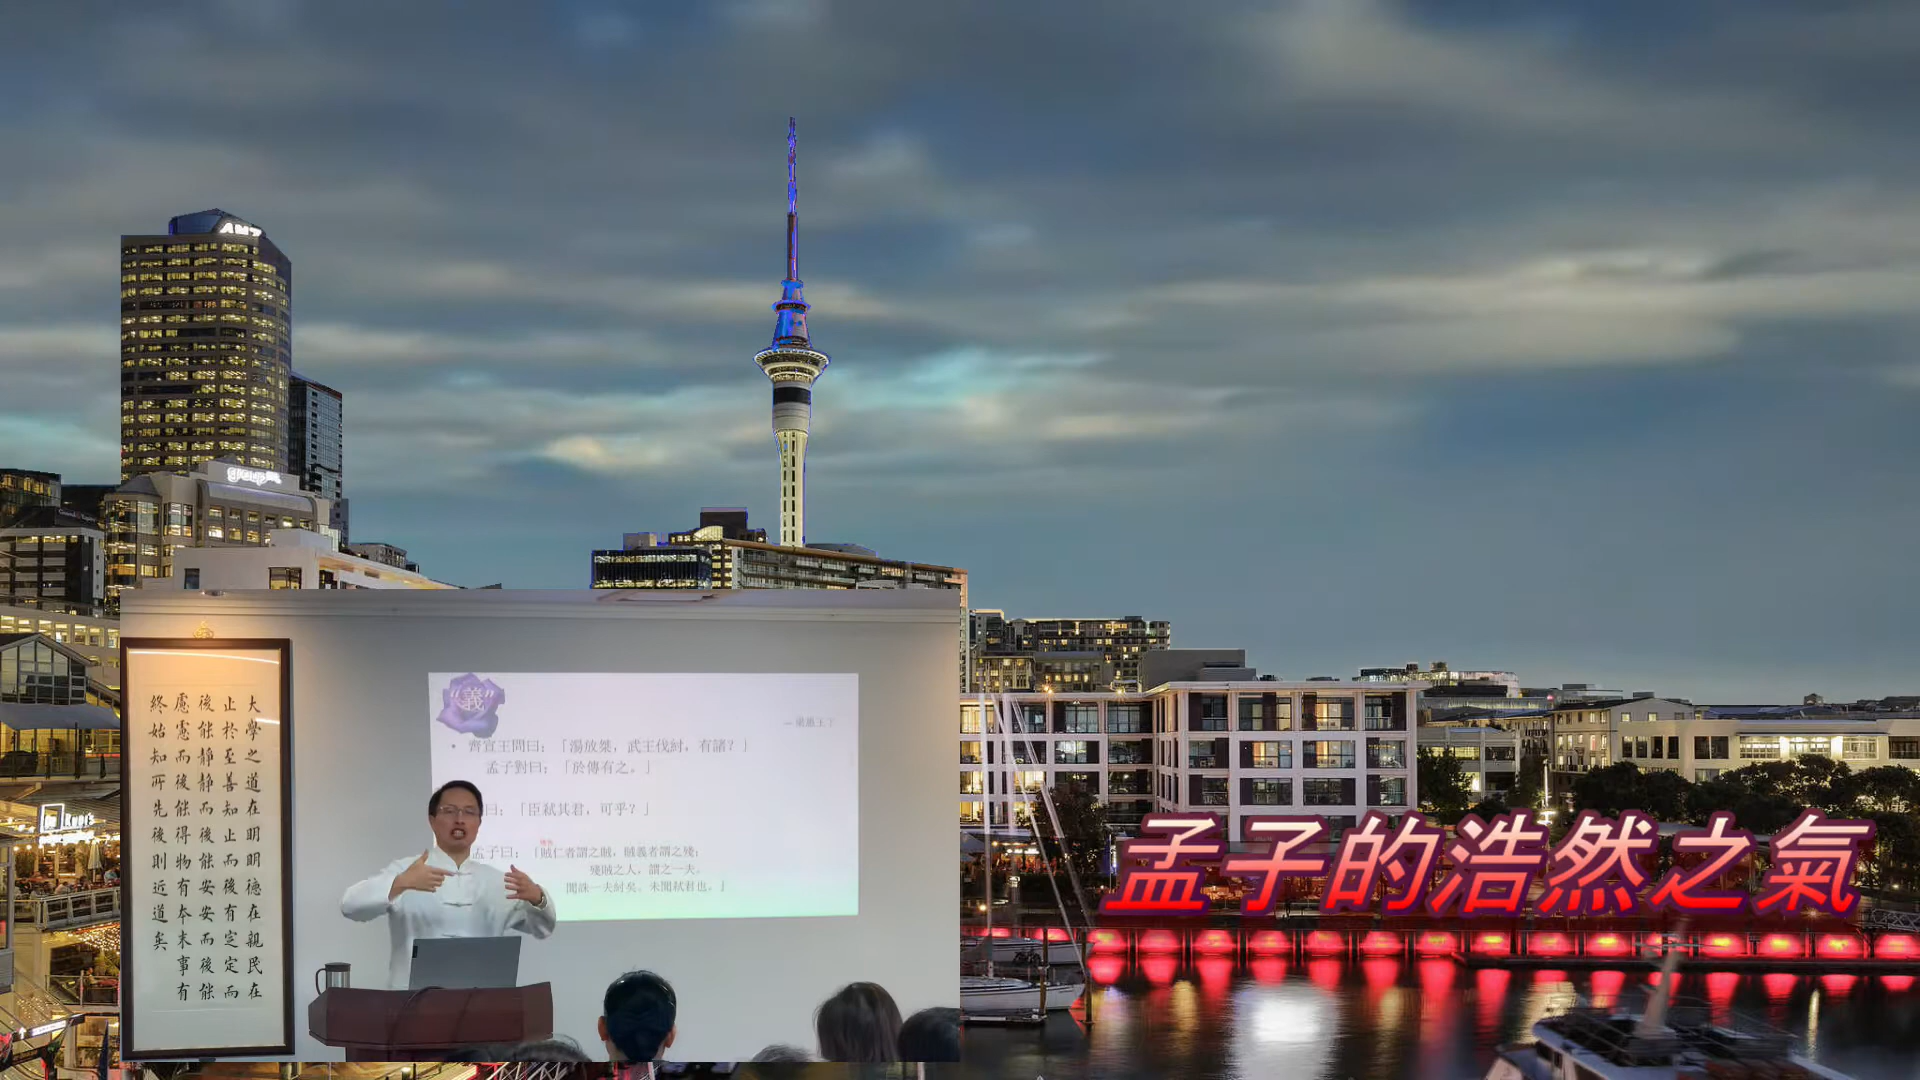 ANZ
group
大學之道在明明德在親民在
止於至善知止而後有定定而
後能靜靜而後能安安而後能
慮慮而後能得物有本末事有
終始知所先後則近道矣
“義”
—梁惠王下
• 齊宣王問曰：「湯放桀，武王伐紂，有諸？」
孟子對曰：「於傳有之。」
曰：「臣弒其君，可乎？」
孟子曰：「賊仁者謂之賊，賊義者謂之殘；
殘賊之人，謂之一夫。
聞誅一夫紂矣，未聞弒君也。」
孟子的浩然之氣